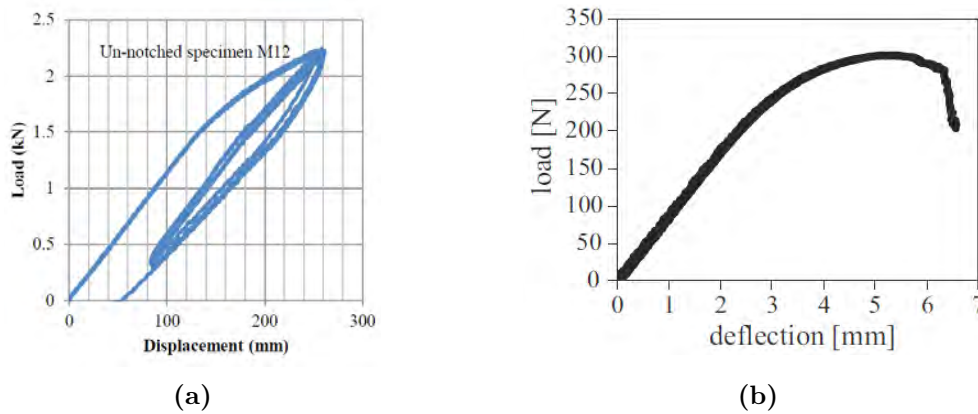 2.5
Un-notched specimen M12
2
1.5
1
0.5
0
0 100 200 300
Load (kN)
Displacement (mm)
(a)
350
300
250
200
150
100
50
0
0 1 2 3 4 5 6 7
load [N]
deflection [mm]
(b)